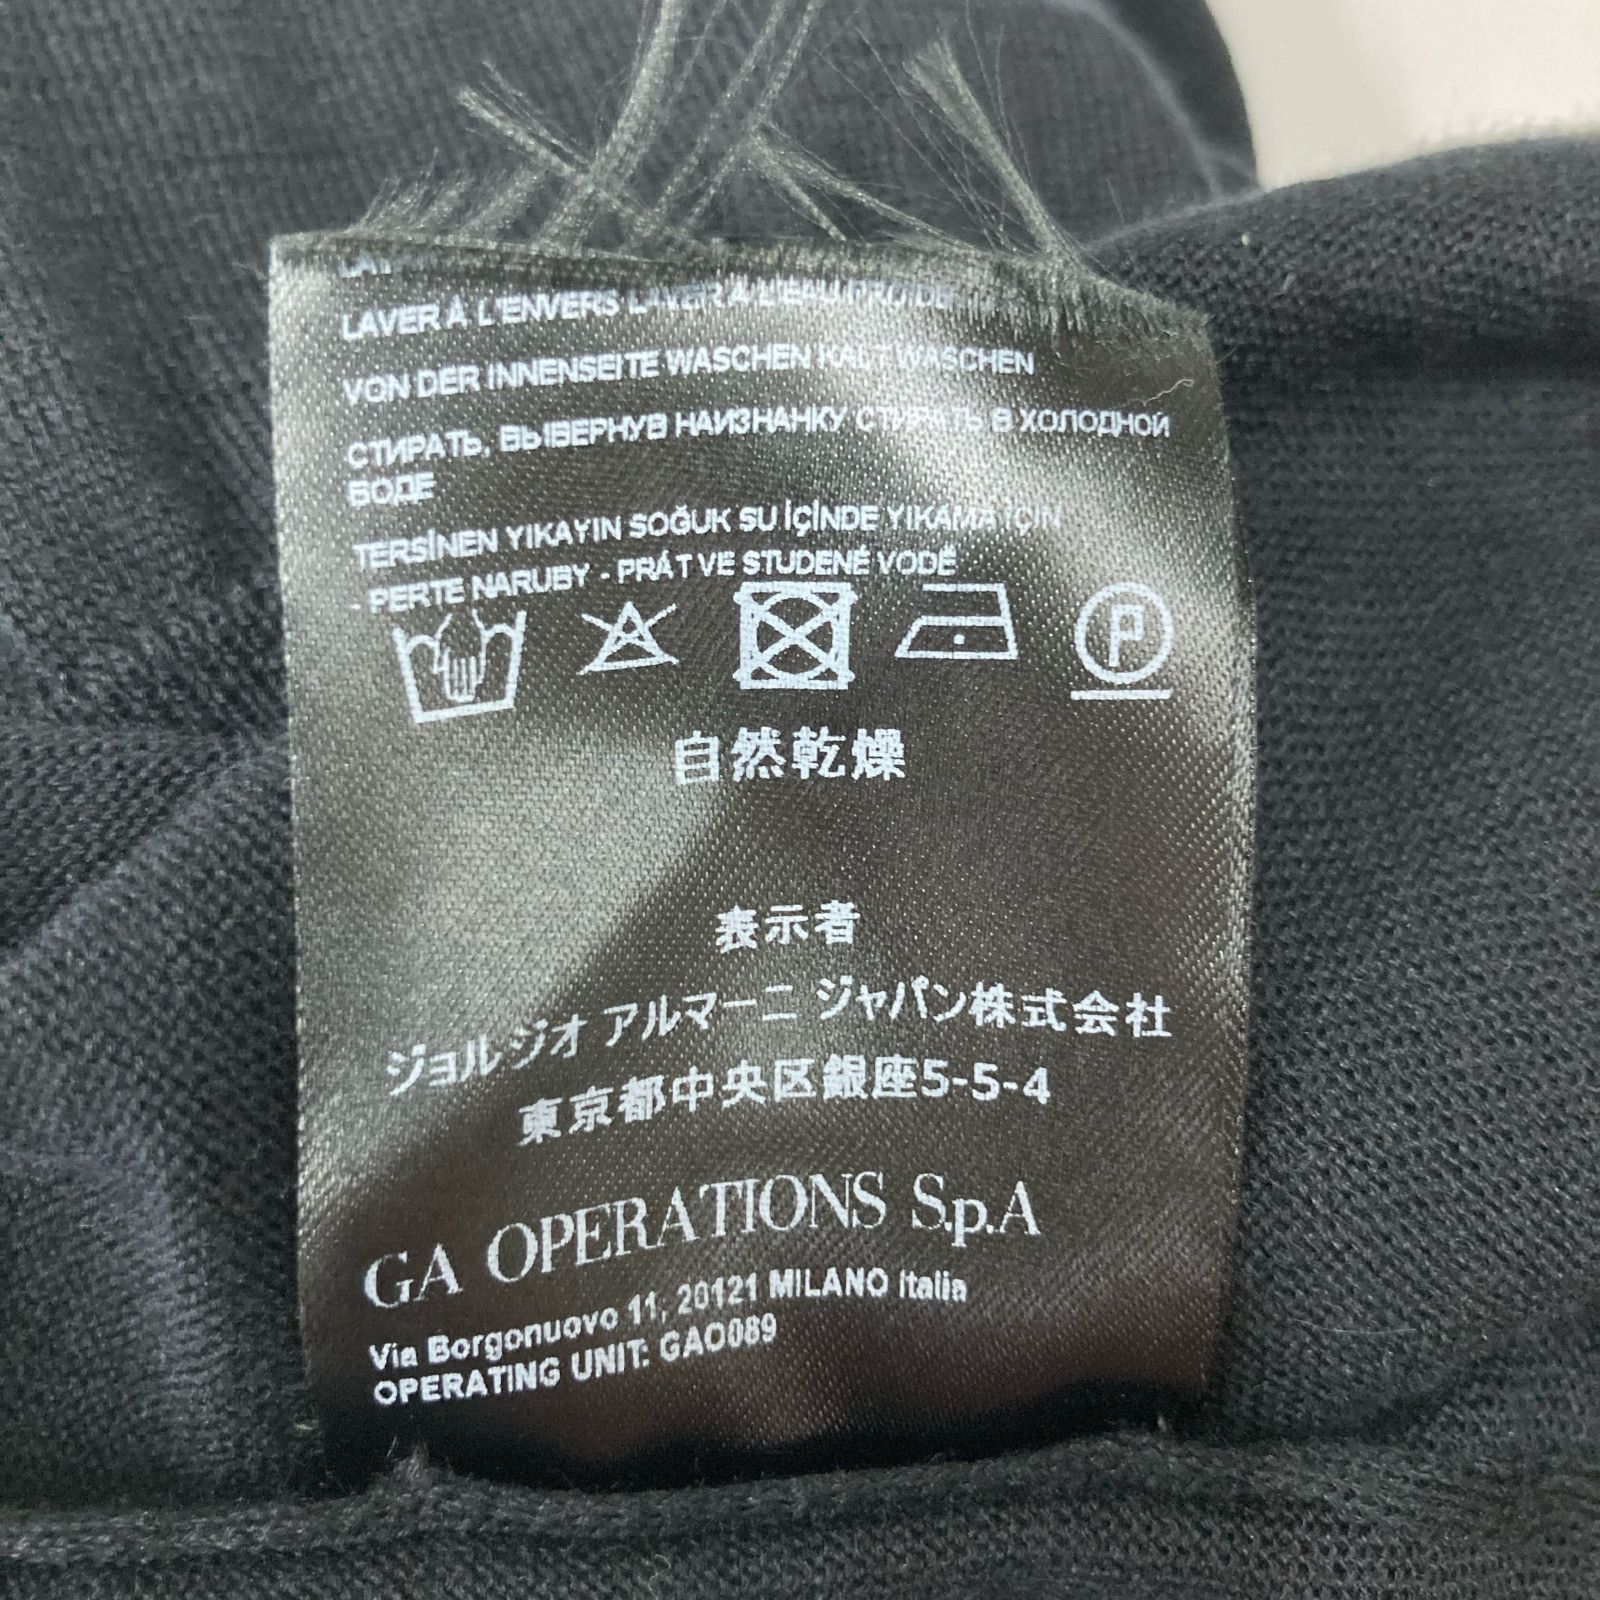 LAVER À L'ENVERS LAVER À L'EAU FROIDE
VON DER INNENSEITE WASCHEN KALT WASCHEN
СТИРАТЬ, ВЫВЕРНУВ НАИЗНАНКУ СТИРАТЬ В ХОЛОДНОЙ
ВОДЕ
TERSİNEN YIKAYIN SOĞUK SU İÇİNDE YIKAMA İÇİN
- PERTE NARUBY - PRÁT VE STUDENÉ VODĚ
P
自然乾燥
表示者
ジョルジオ アルマーニ ジャパン株式会社
東京都中央区銀座5-5-4
GA OPERATIONS S.p.A
Via Borgonuovo 11, 20121 MILANO Italia
OPERATING UNIT: GAO089